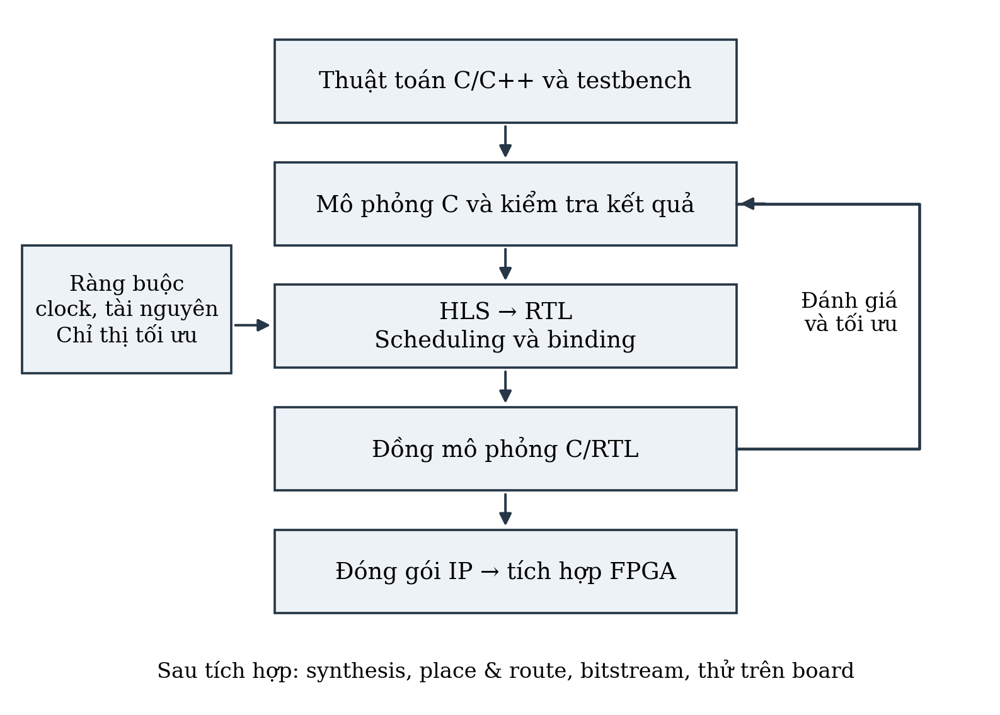 Thuật toán C/C++ và testbench
Mô phỏng C và kiểm tra kết quả
Ràng buộc
clock, tài nguyên
Chỉ thị tối ưu
HLS → RTL
Scheduling và binding
Đánh giá
và tối ưu
Đồng mô phỏng C/RTL
Đóng gói IP → tích hợp FPGA
Sau tích hợp: synthesis, place & route, bitstream, thử trên board